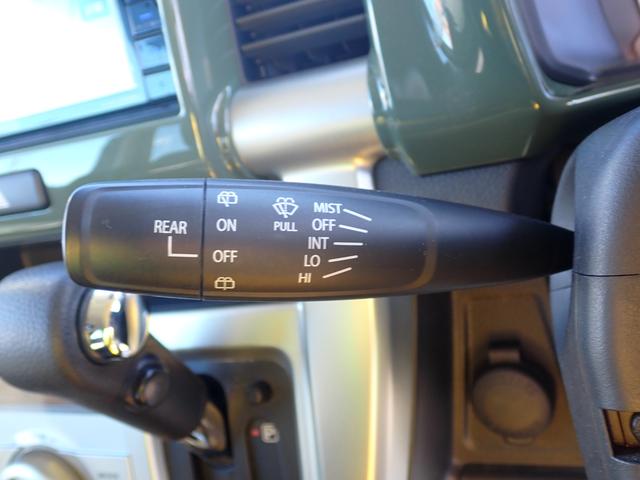 REAR
ON
OFF
PULL
MIST
OFF
INT
LO
HI